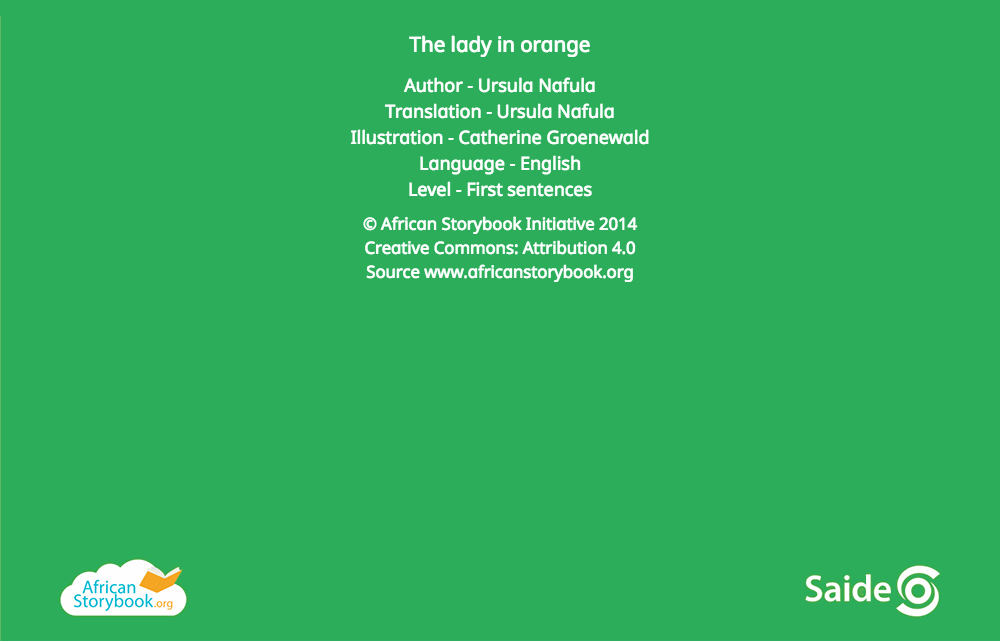 The lady in orange
Author - Ursula Nafula
Translation - Ursula Nafula
Illustration - Catherine Groenewald
Language - English
Level - First sentences
© African Storybook Initiative 2014
Creative Commons: Attribution 4.0
Source www.africanstorybook.org
African
Storybook.org
Saide